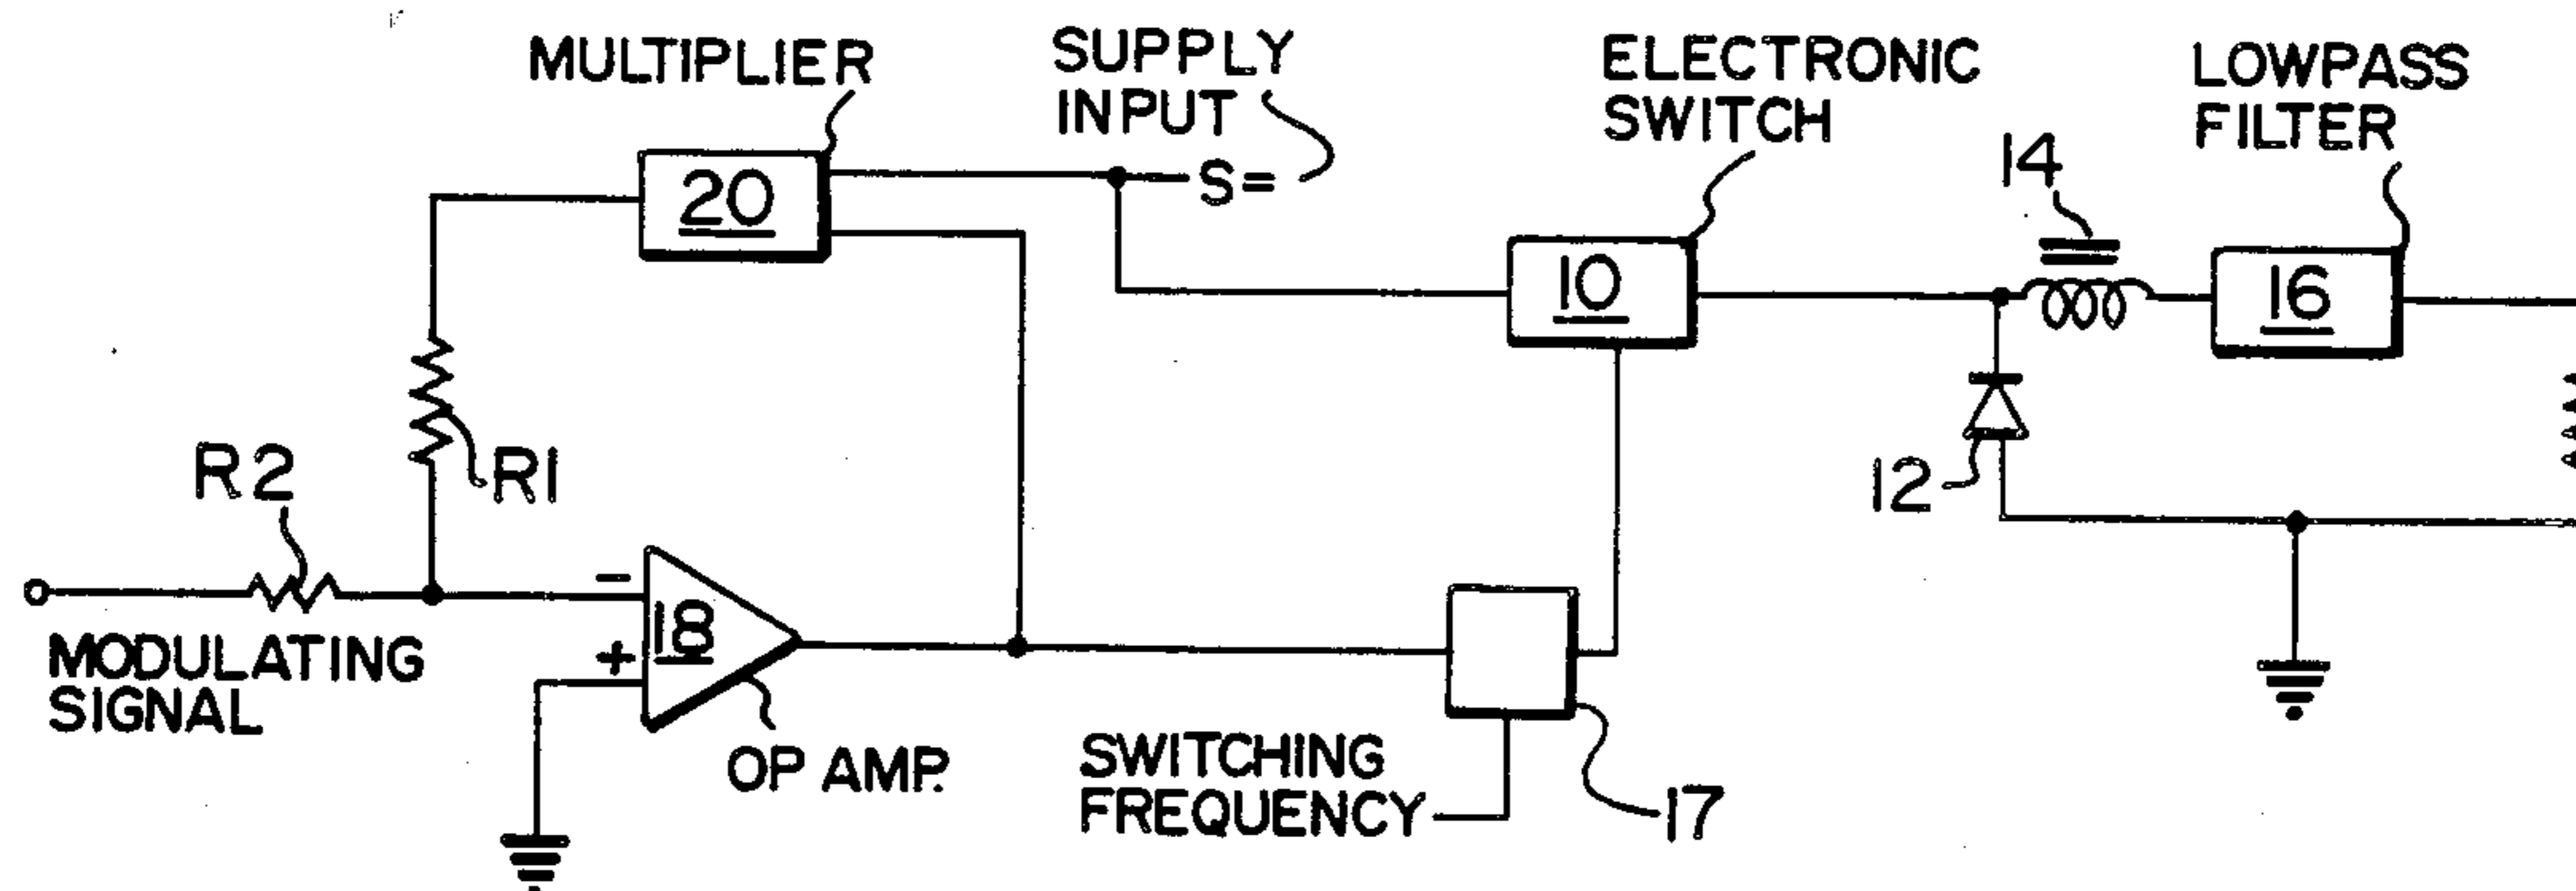 MULTIPLIER
SUPPLY
INPUT
ELECTRONIC
SWITCH
LOWPASS
FILTER
14
20
S=
10
16
R2
R1
12
18
-
+
MODULATING
SIGNAL
OP AMP.
SWITCHING
FREQUENCY
17